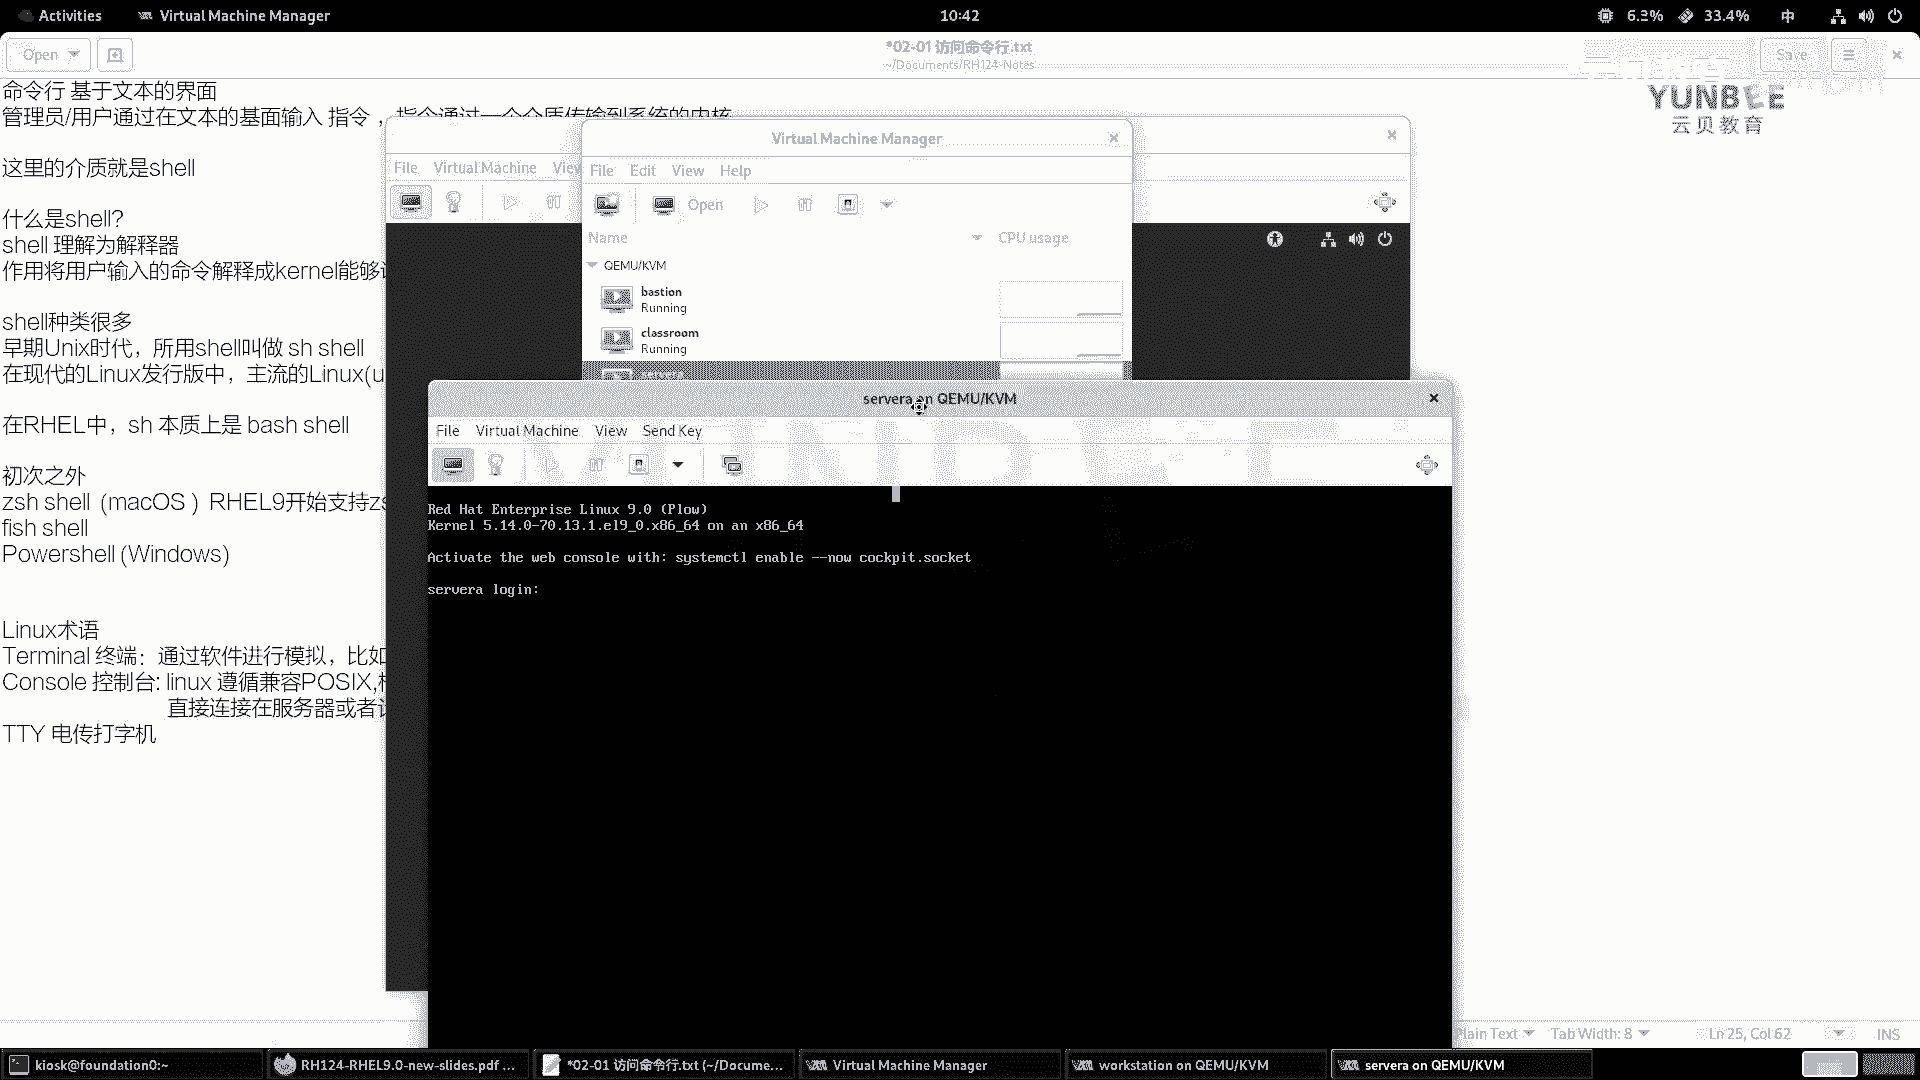 Activities
Virtual Machine Manager
10:42
6.2%
33.4%
中
Open
*02-01 访问命令行.txt
~/Documents/RH124-Notes
Save
YUNBEE
云贝教育
命令行 基于文本的界面
管理员/用户通过在文本的基面输入 指令 ，指令通过一个介质传输到系统的内核
这里的介质就是shell
什么是shell?
shell 理解为解释器
作用将用户输入的命令解释成kernel能够
shell种类很多
早期Unix时代，所用shell叫做 sh shell
在现代的Linux发行版中，主流的Linux(u
在RHEL中，sh 本质上是 bash shell
初次之外
zsh shell (macOS ) RHEL9开始支持zs
fish shell
Powershell (Windows)
Linux术语
Terminal 终端：通过软件进行模拟，比如
Console 控制台: linux 遵循兼容POSIX,
直接连接在服务器或者
TTY 电传打字机
File Virtual Machine View
Virtual Machine Manager
File Edit View Help
Open
Name
CPU usage
QEMU/KVM
bastion
Running
classroom
Running
servera on QEMU/KVM
File Virtual Machine View Send Key
Red Hat Enterprise Linux 9.0 (Plow)
Kernel 5.14.0-70.13.1.el9_0.x86_64 on an x86_64
Activate the web console with: systemctl enable --now cockpit.socket
servera login:
Plain Text
Tab Width: 8
Ln 25, Col 62
INS
kiosk@foundation0:~
RH124-RHEL9.0-new-slides.pdf ...
*02-01 访问命令行.txt (~/Docume...
Virtual Machine Manager
workstation on QEMU/KVM
servera on QEMU/KVM